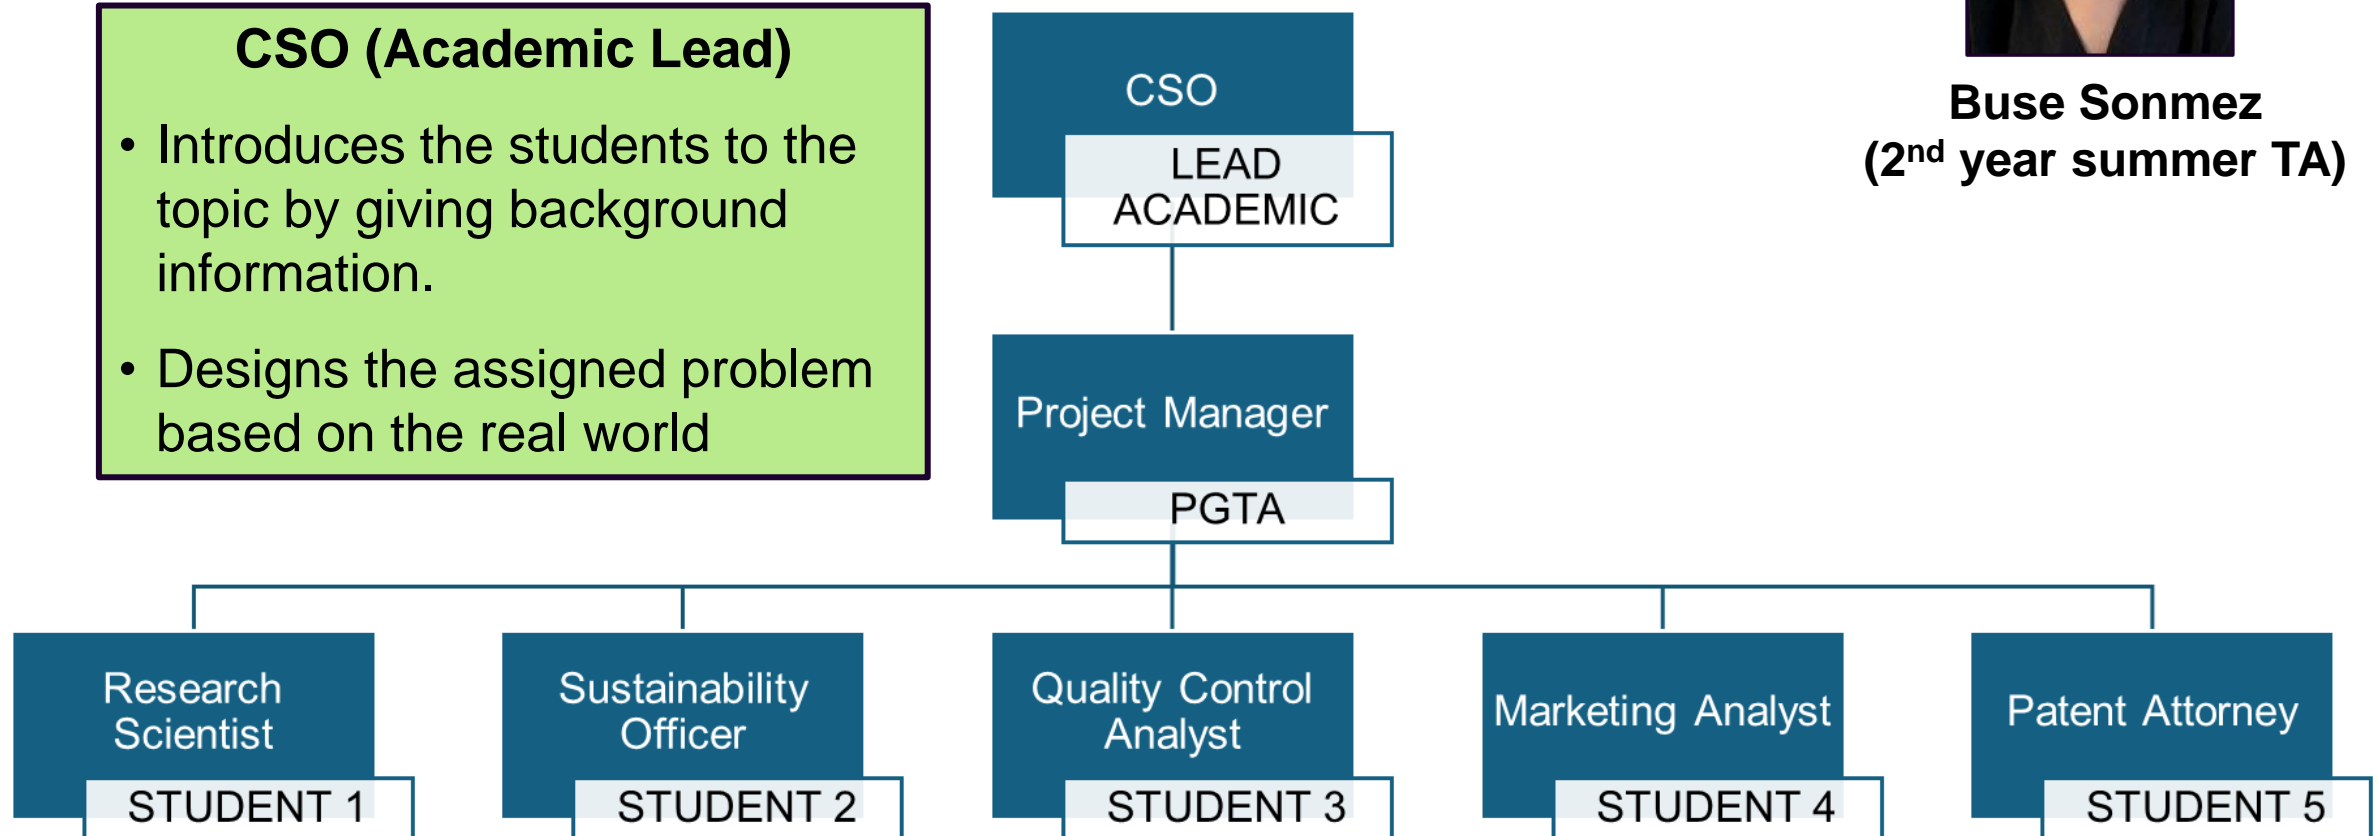 CSO (Academic Lead)
• Introduces the students to the
topic by giving background
information.
• Designs the assigned problem
based on the real world
CSO
LEAD
ACADEMIC
Buse Sonmez
(2nd year summer TA)
Project Manager
PGTA
Research
Scientist
STUDENT 1
Sustainability
Officer
STUDENT 2
Quality Control
Analyst
STUDENT 3
Marketing Analyst
STUDENT 4
Patent Attorney
STUDENT 5